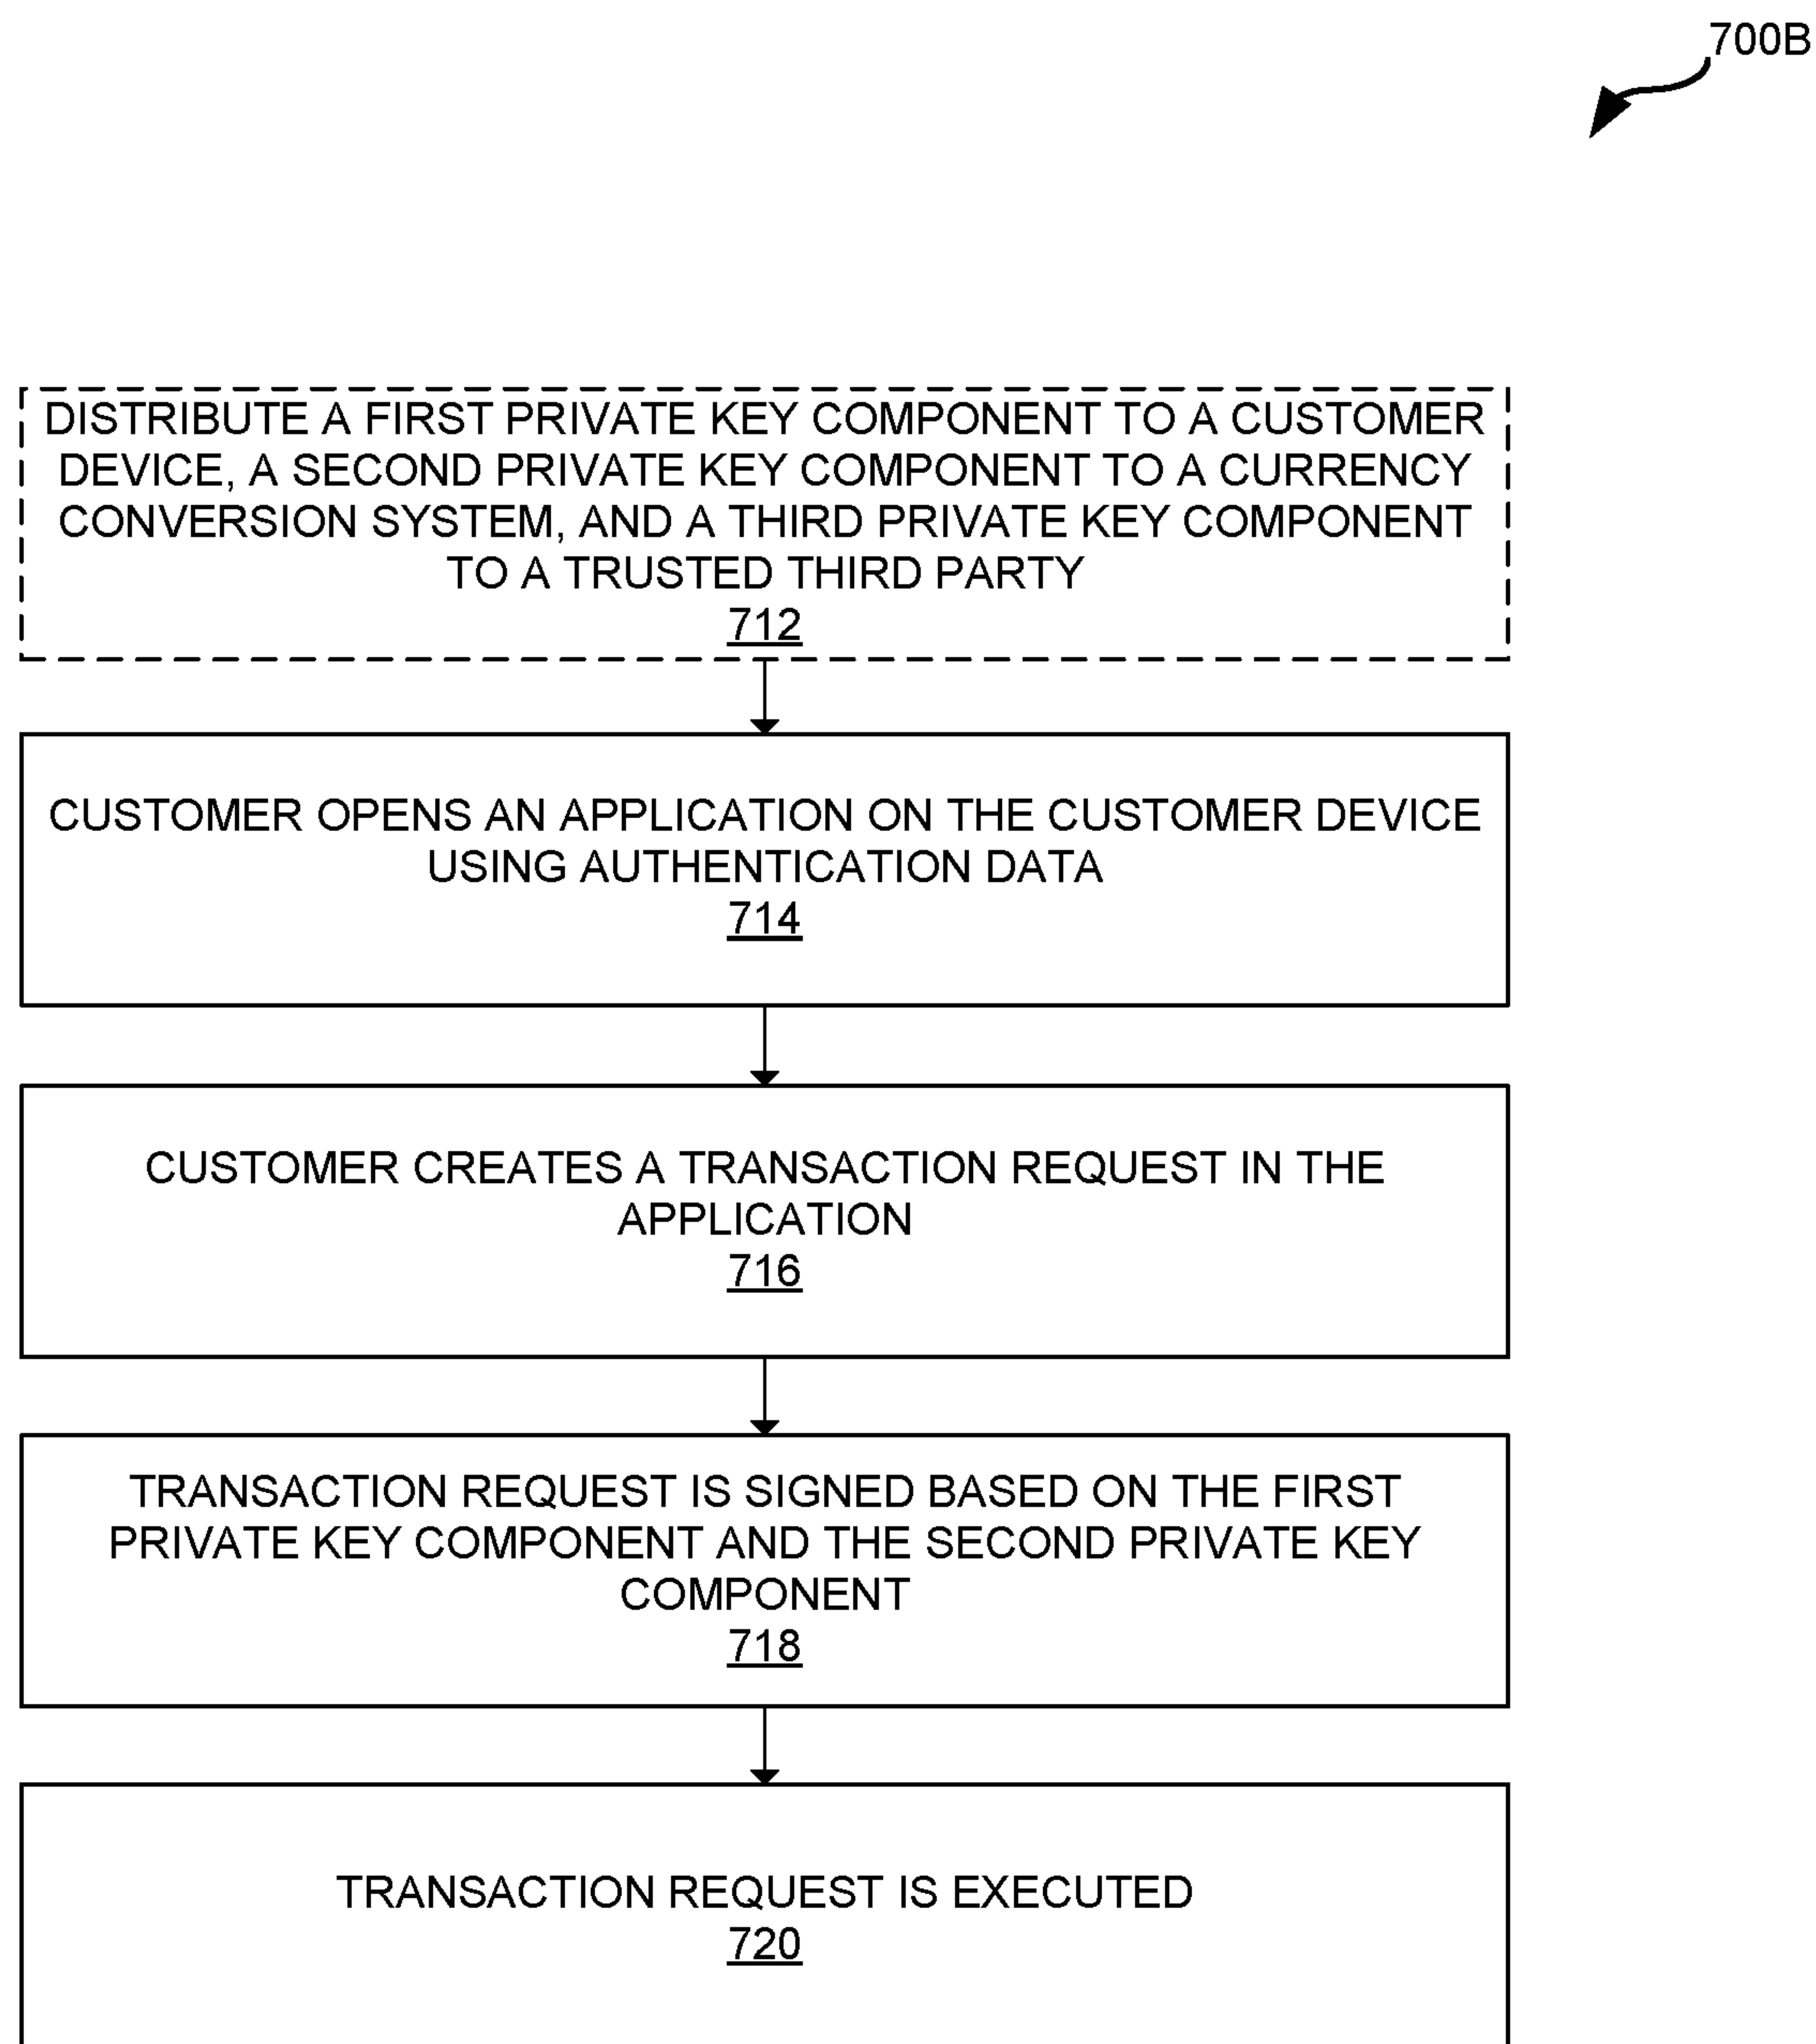 700B
DISTRIBUTE A FIRST PRIVATE KEY COMPONENT TO A CUSTOMER
DEVICE, A SECOND PRIVATE KEY COMPONENT TO A CURRENCY
CONVERSION SYSTEM, AND A THIRD PRIVATE KEY COMPONENT
TO A TRUSTED THIRD PARTY
712
CUSTOMER OPENS AN APPLICATION ON THE CUSTOMER DEVICE
USING AUTHENTICATION DATA
714
CUSTOMER CREATES A TRANSACTION REQUEST IN THE
APPLICATION
716
TRANSACTION REQUEST IS SIGNED BASED ON THE FIRST
PRIVATE KEY COMPONENT AND THE SECOND PRIVATE KEY
COMPONENT
718
TRANSACTION REQUEST IS EXECUTED
720